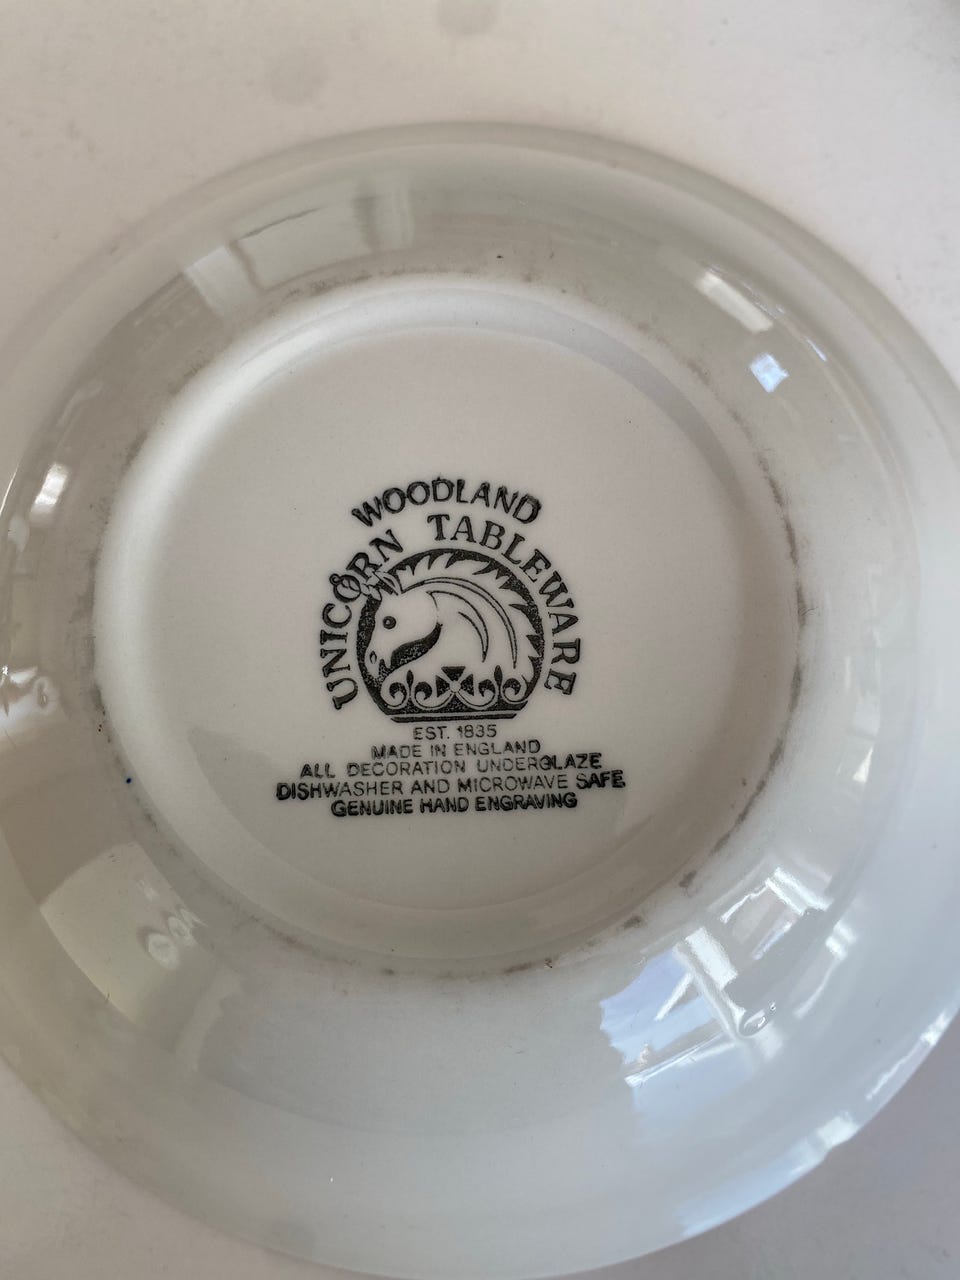 WOODLAND
UNICORN TABLEWARE
EST. 1835
MADE IN ENGLAND
ALL DECORATION UNDERGLAZE
DISHWASHER AND MICROWAVE SAFE
GENUINE HAND ENGRAVING